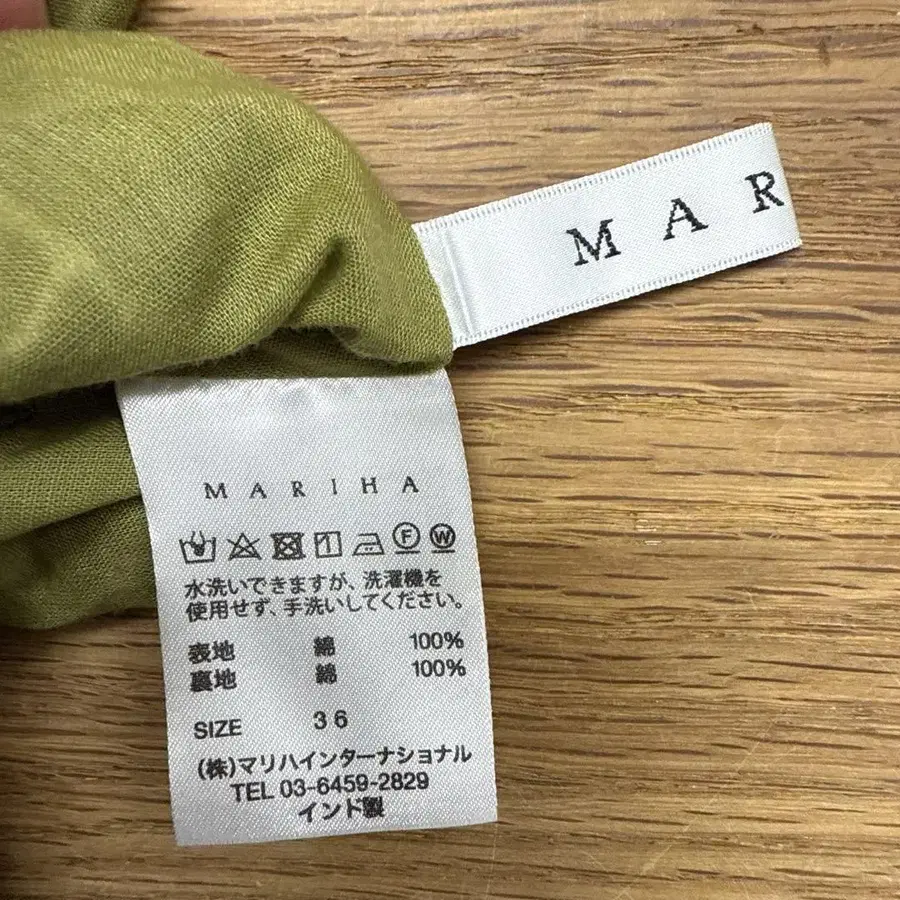 MAR
MARIHA
F W
水洗いできますが、洗濯機を
使用せず、手洗いしてください。
表地 綿 100%
裏地 綿 100%
SIZE 36
(株)マリハインターナショナル
TEL 03-6459-2829
インド製